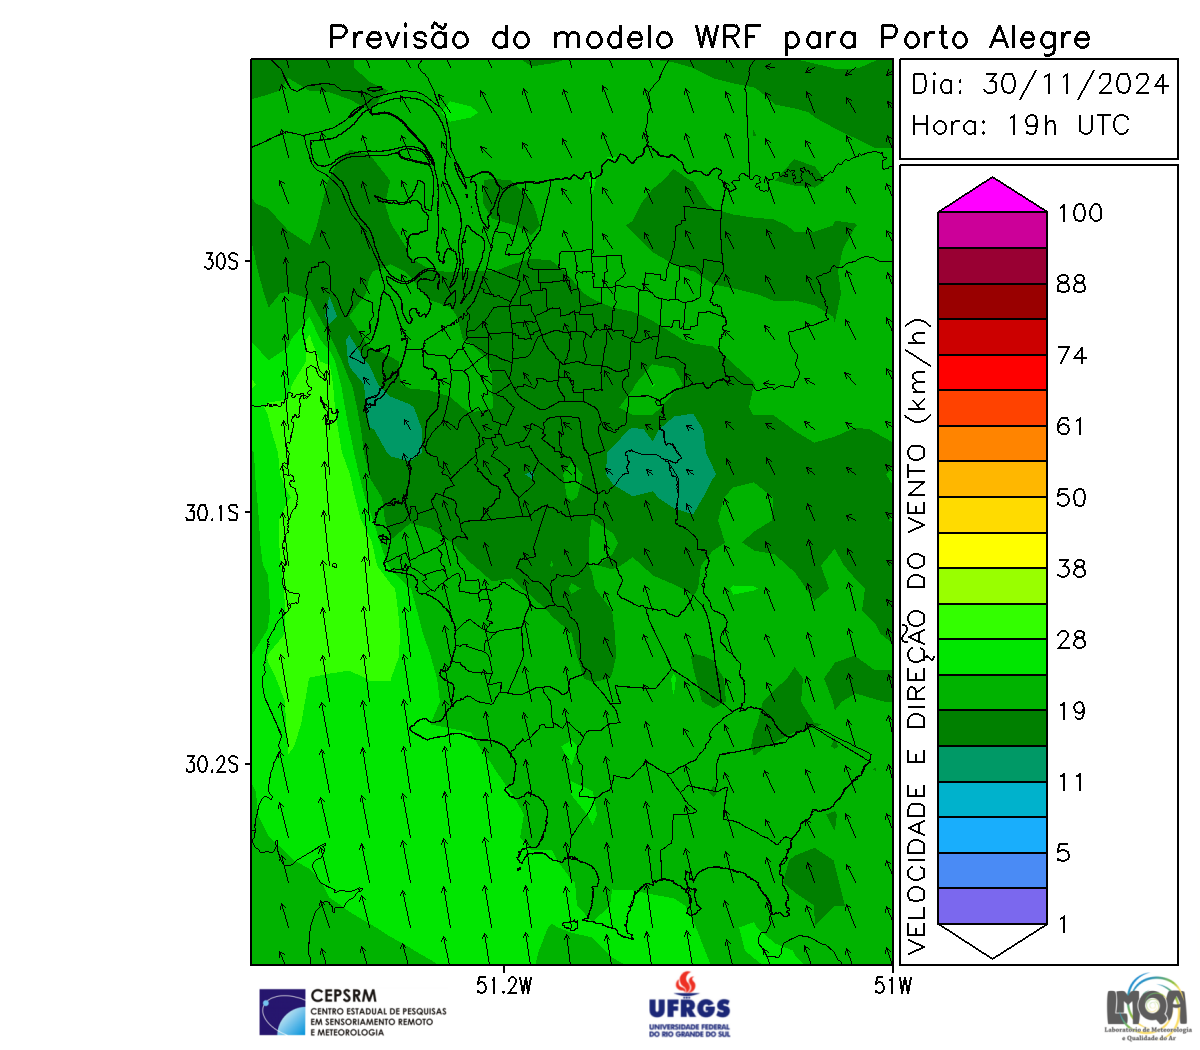 Previsão do modelo WRF para Porto Alegre
Dia: 30/11/2024
Hora: 19h UTC
100
88
74
61
50
38
28
19
11
5
1
VELOCIDADE E DIREÇÃO DO VENTO (km/h)
30S
30.1S
30.2S
51.2W
51W
CEPSRM
CENTRO ESTADUAL DE PESQUISAS
EM SENSORIAMENTO REMOTO
E METEOROLOGIA
UFRGS
UNIVERSIDADE FEDERAL
DO RIO GRANDE DO SUL
LMQA
Laboratório de Meteorologia
e Qualidade do Ar